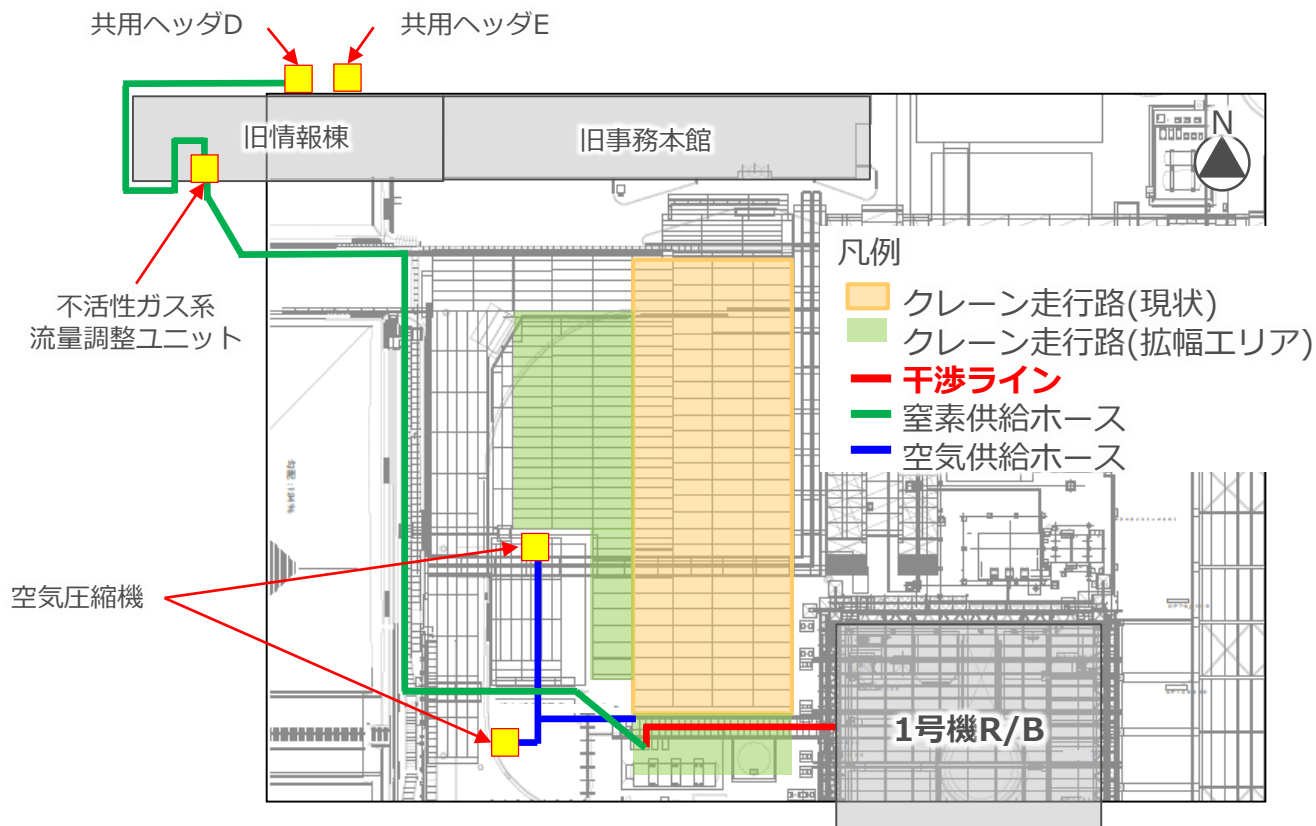 共用ヘッダD
共用ヘッダE
旧情報棟
旧事務本館
N
不活性ガス系
流量調整ユニット
凡例
クレーン走行路(現状)
クレーン走行路(拡幅エリア)
干渉ライン
窒素供給ホース
空気供給ホース
空気圧縮機
1号機R/B